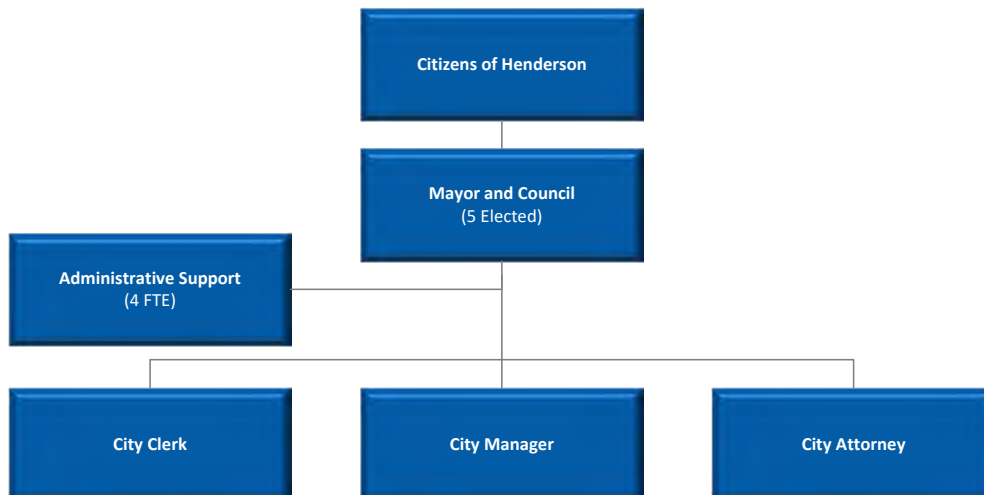 Citizens of Henderson
Mayor and Council
(5 Elected)
Administrative Support
(4 FTE)
City Clerk
City Manager
City Attorney